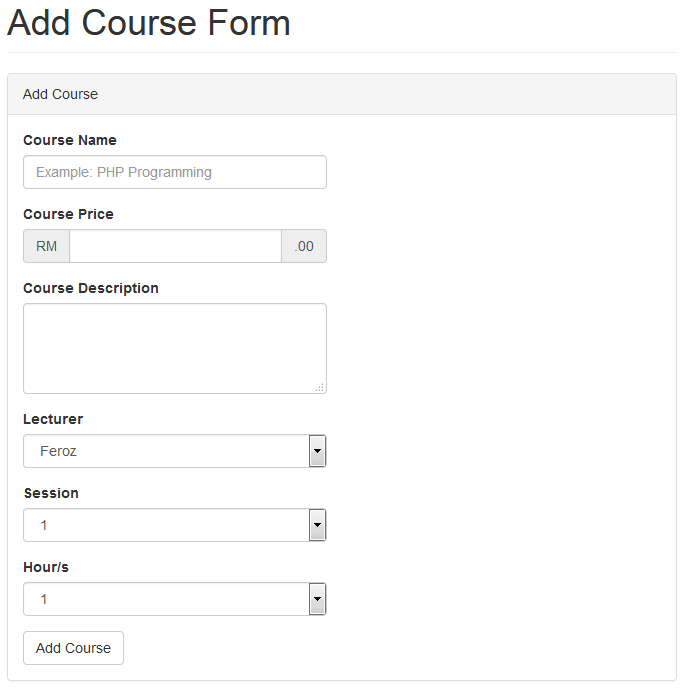 Add Course Form
Add Course
Course Name
Example: PHP Programming
Course Price
RM .00
Course Description
Lecturer
Feroz
Session
1
Hour/s
1
Add Course